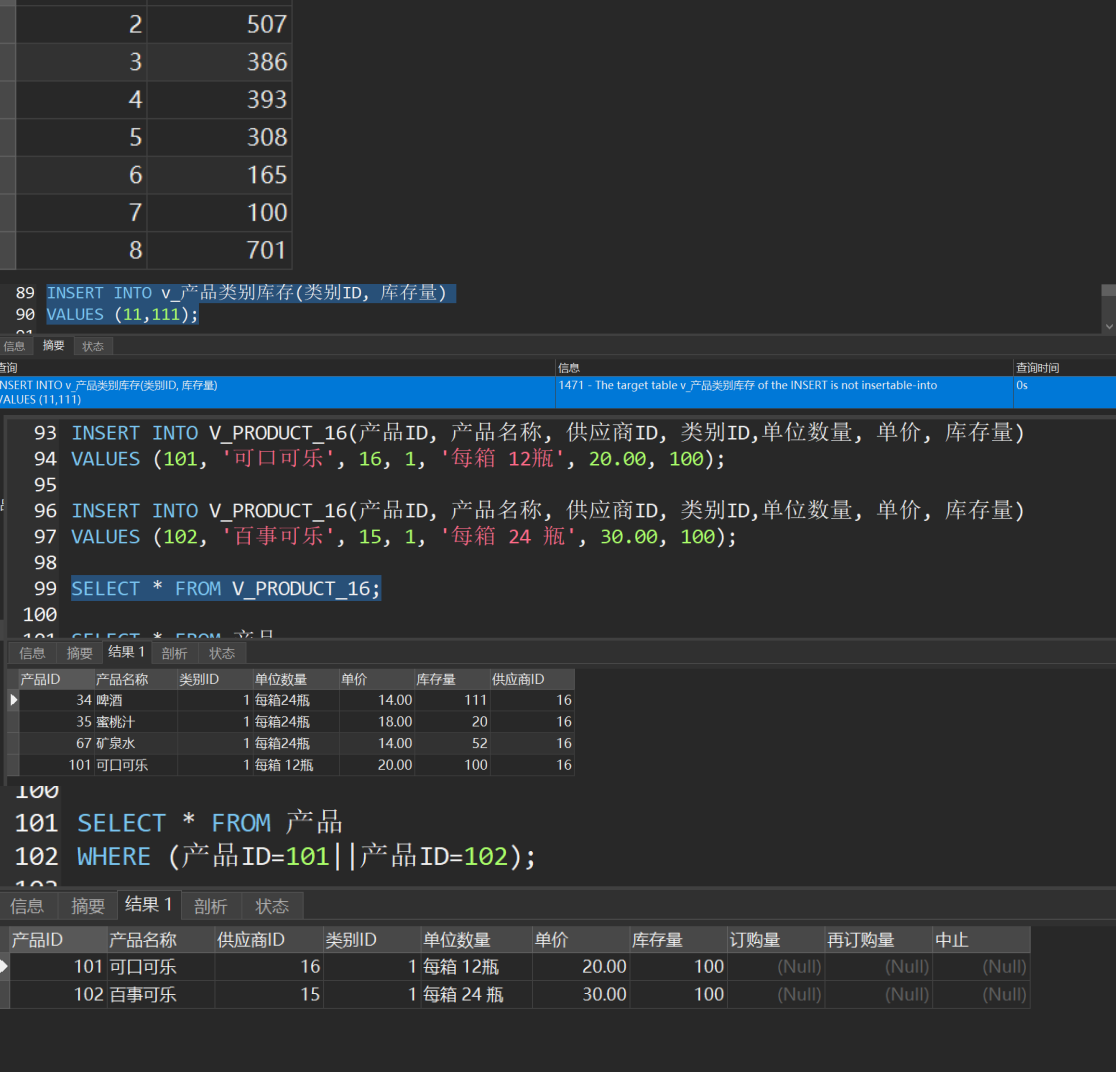 2 507
3 386
4 393
5 308
6 165
7 100
8 701
89 INSERT INTO v_产品类别库存(类别ID, 库存量)
90 VALUES (11,111);
信息 摘要 状态
查询 信息 查询时间
NSERT INTO v_产品类别库存(类别ID, 库存量) 1471 - The target table v_产品类别库存 of the INSERT is not insertable-into 0s
VALUES (11,111)
93 INSERT INTO V_PRODUCT_16(产品ID, 产品名称, 供应商ID, 类别ID,单位数量, 单价, 库存量)
94 VALUES (101, '可口可乐', 16, 1, '每箱 12瓶', 20.00, 100);
95
96 INSERT INTO V_PRODUCT_16(产品ID, 产品名称, 供应商ID, 类别ID,单位数量, 单价, 库存量)
97 VALUES (102, '百事可乐', 15, 1, '每箱 24 瓶', 30.00, 100);
98
99 SELECT * FROM V_PRODUCT_16;
100
101 SELECT * FROM 产品
信息 摘要 结果 1 剖析 状态
产品ID 产品名称 类别ID 单位数量 单价 库存量 供应商ID
34 啤酒 1 每箱24瓶 14.00 111 16
35 蜜桃汁 1 每箱24瓶 18.00 20 16
67 矿泉水 1 每箱24瓶 14.00 52 16
101 可口可乐 1 每箱 12瓶 20.00 100 16
100
101 SELECT * FROM 产品
102 WHERE (产品ID=101||产品ID=102);
信息 摘要 结果 1 剖析 状态
产品ID 产品名称 供应商ID 类别ID 单位数量 单价 库存量 订购量 再订购量 中止
101 可口可乐 16 1 每箱 12瓶 20.00 100 (Null) (Null) (Null)
102 百事可乐 15 1 每箱 24 瓶 30.00 100 (Null) (Null) (Null)